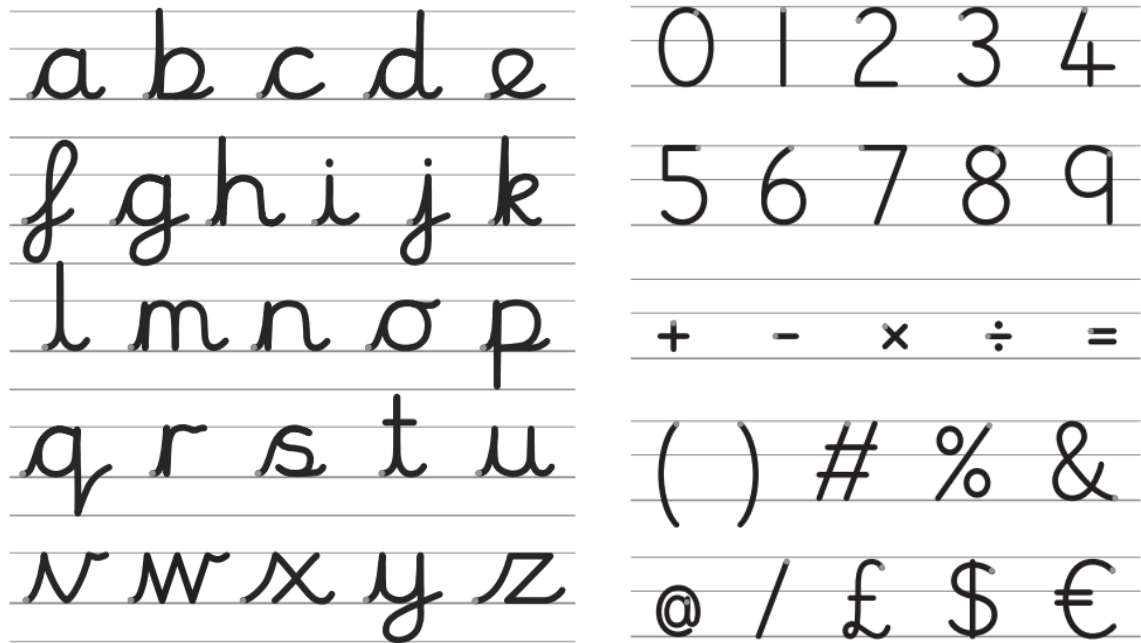 a b c d e
f g h i j k
l m n o p
q r s t u
v w x y z
0 1 2 3 4
5 6 7 8 9
+ - × ÷ =
( ) # % &
@ / £ $ €